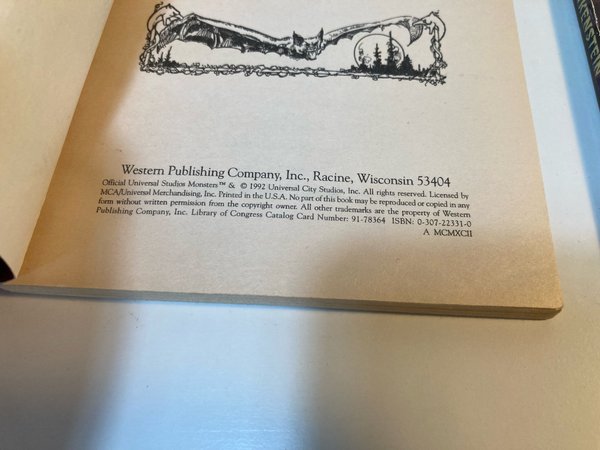 Western Publishing Company, Inc., Racine, Wisconsin 53404
Official Universal Studios Monsters™ & © 1992 Universal City Studios, Inc. All rights reserved. Licensed by
MCA/Universal Merchandising, Inc. Printed in the U.S.A. No part of this book may be reproduced or copied in any
form without written permission from the copyright owner. All other trademarks are the property of Western
Publishing Company, Inc. Library of Congress Catalog Card Number: 91-78364 ISBN: 0-307-22331-0
A MCMXCII